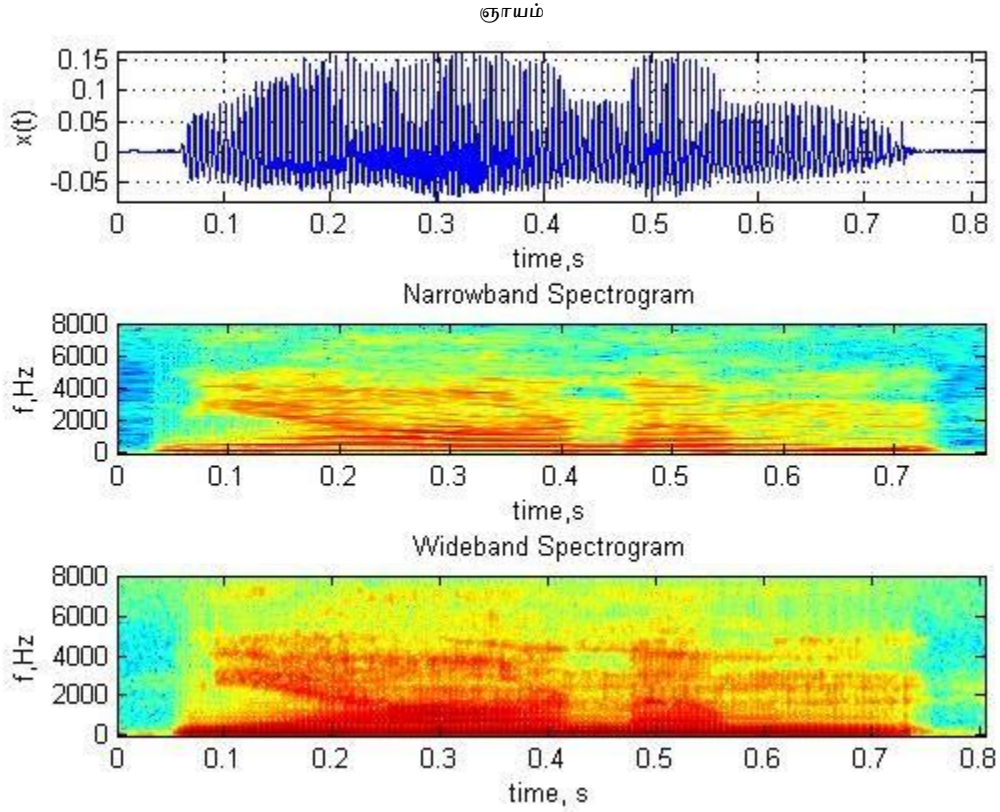 ஞாயம்
0.15
0.1
0.05
0
-0.05
x(t)
0 0.1 0.2 0.3 0.4 0.5 0.6 0.7 0.8
time,s
Narrowband Spectrogram
8000
6000
4000
2000
0
f,Hz
0 0.1 0.2 0.3 0.4 0.5 0.6 0.7
time,s
Wideband Spectrogram
8000
6000
4000
2000
0
f,Hz
0 0.1 0.2 0.3 0.4 0.5 0.6 0.7 0.8
time, s